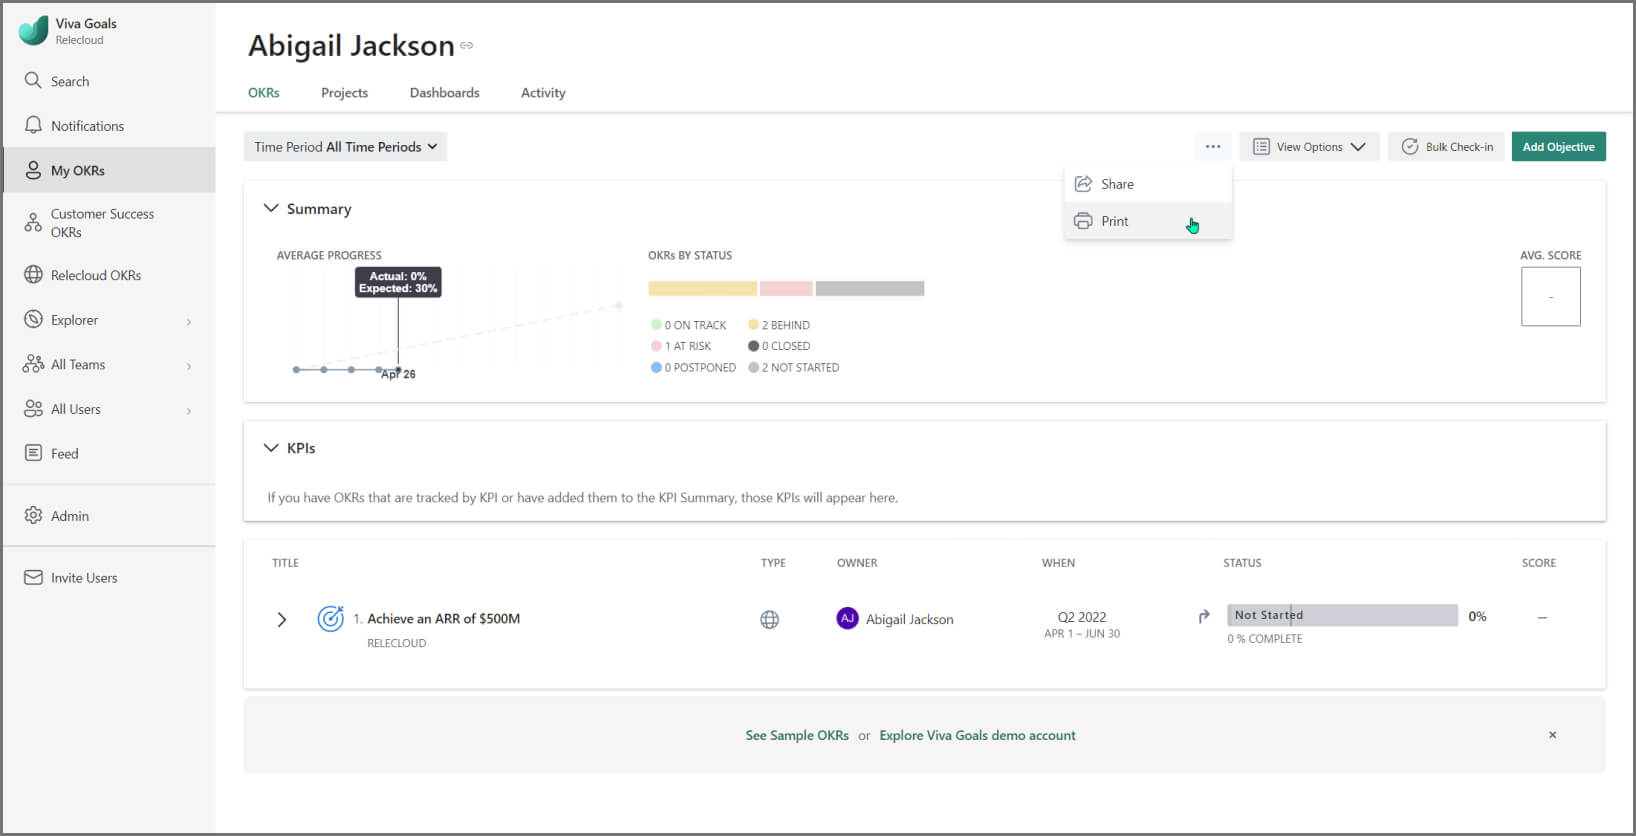 Viva Goals
Relecloud
Search
Notifications
My OKRs
Customer Success
OKRs
Relecloud OKRs
Explorer
All Teams
All Users
Feed
Admin
Invite Users
Abigail Jackson
OKRs Projects Dashboards Activity
Time Period All Time Periods
View Options Bulk Check-in Add Objective
Share
Print
Summary
AVERAGE PROGRESS
Actual: 0%
Expected: 30%
Apr 26
OKRs BY STATUS
0 ON TRACK 2 BEHIND
1 AT RISK 0 CLOSED
0 POSTPONED 2 NOT STARTED
AVG. SCORE
-
KPIs
If you have OKRs that are tracked by KPI or have added them to the KPI Summary, those KPIs will appear here.
TITLE TYPE OWNER WHEN STATUS SCORE
1. Achieve an ARR of $500M
RELECLOUD
AJ Abigail Jackson
Q2 2022
APR 1 – JUN 30
Not Started 0% —
0 % COMPLETE
See Sample OKRs or Explore Viva Goals demo account